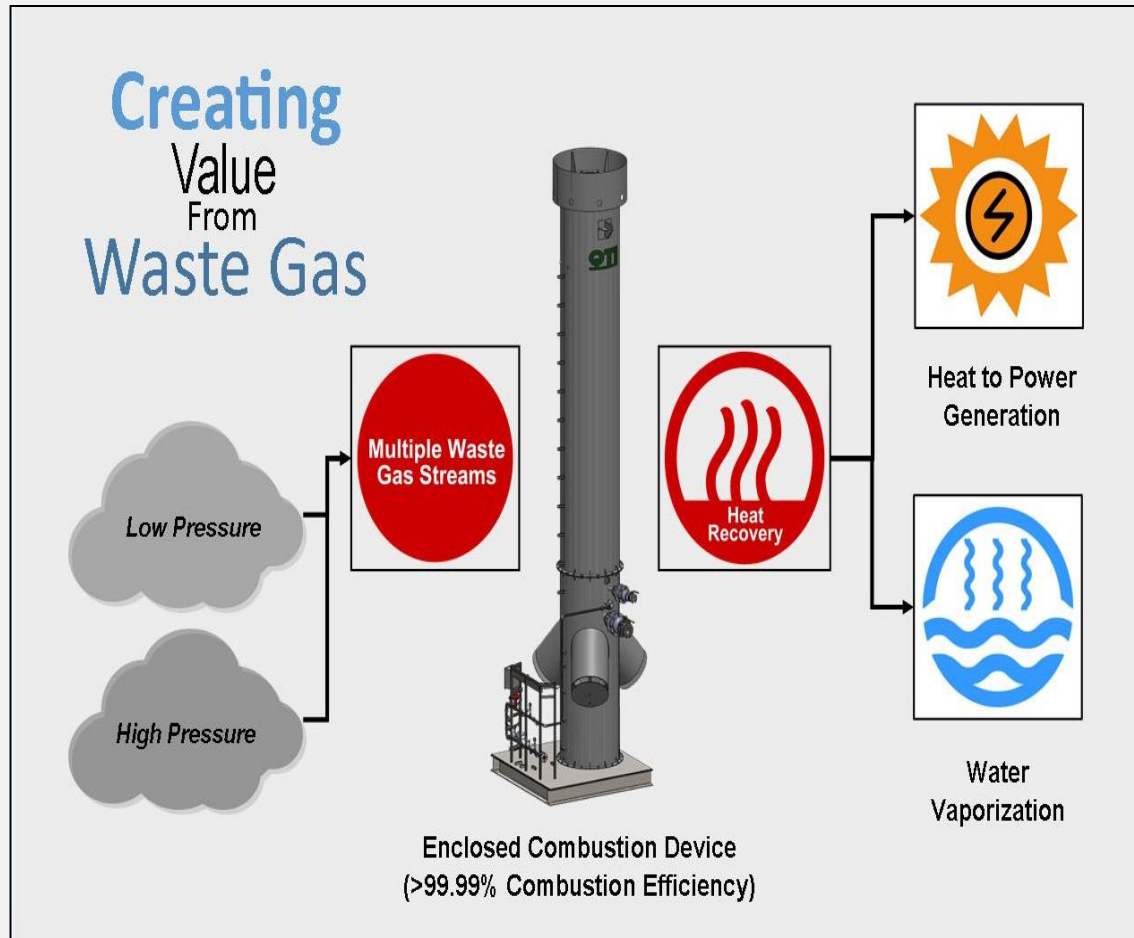 Creating
Value
From
Waste Gas
Low Pressure
High Pressure
Multiple Waste
Gas Streams
QTI
Heat
Recovery
Heat to Power
Generation
Water
Vaporization
Enclosed Combustion Device
(>99.99% Combustion Efficiency)